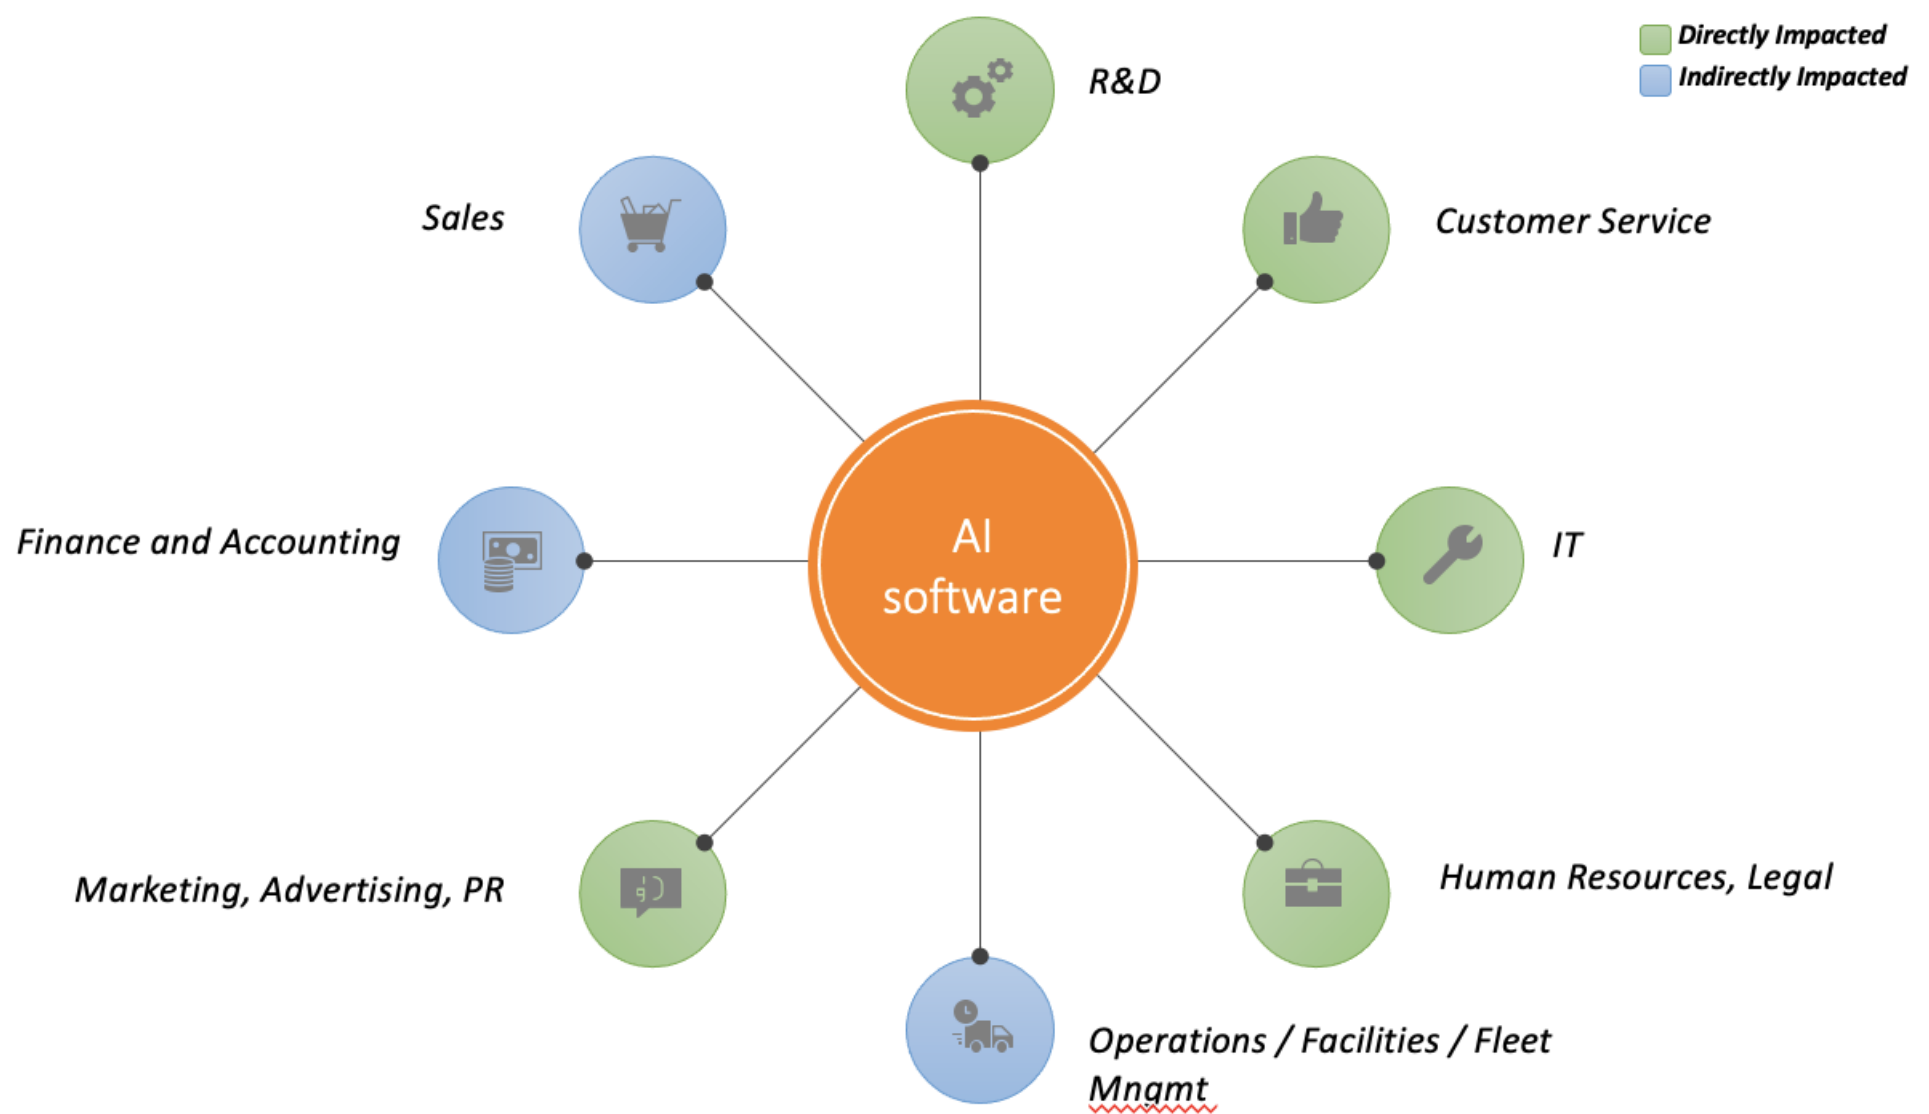 Directly Impacted
Indirectly Impacted
R&D
Sales
Customer Service
AI
software
Finance and Accounting
IT
Marketing, Advertising, PR
Human Resources, Legal
Operations / Facilities / Fleet
Mngmt